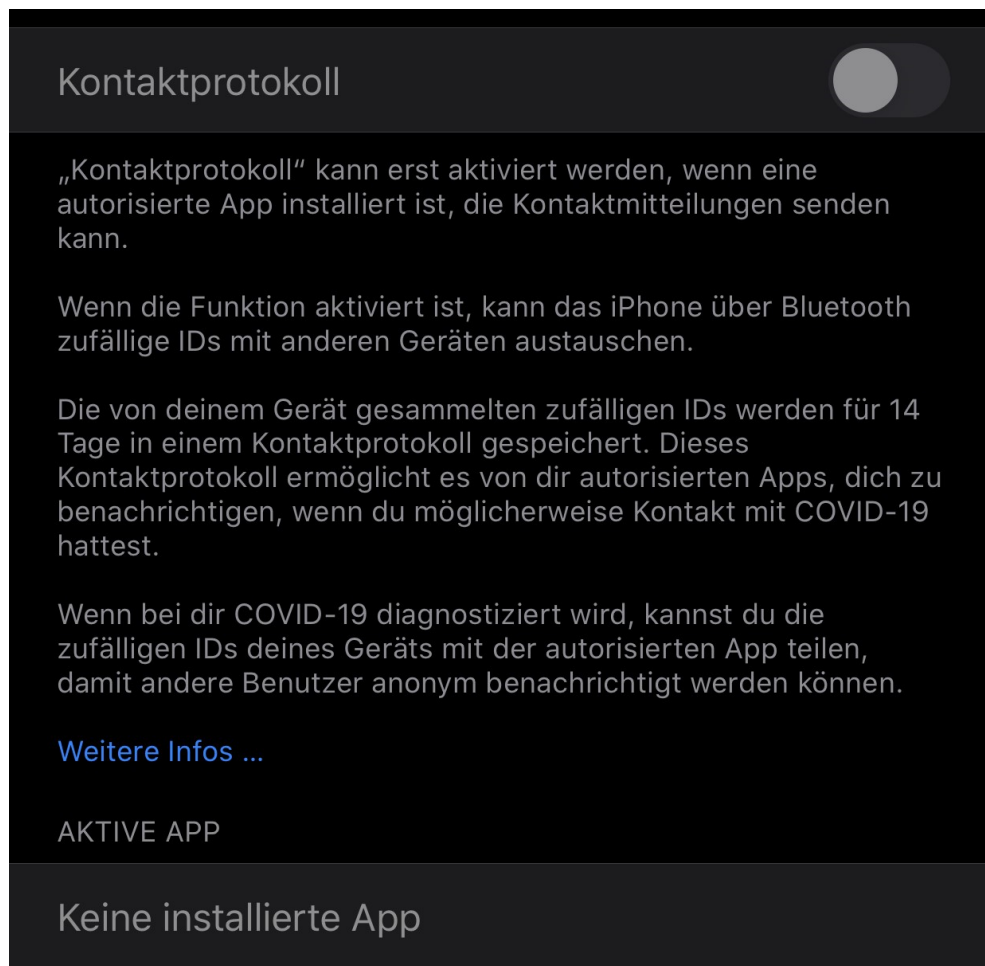 Kontaktprotokoll
„Kontaktprotokoll“ kann erst aktiviert werden, wenn eine
autorisierte App installiert ist, die Kontaktmitteilungen senden
kann.
Wenn die Funktion aktiviert ist, kann das iPhone über Bluetooth
zufällige IDs mit anderen Geräten austauschen.
Die von deinem Gerät gesammelten zufälligen IDs werden für 14
Tage in einem Kontaktprotokoll gespeichert. Dieses
Kontaktprotokoll ermöglicht es von dir autorisierten Apps, dich zu
benachrichtigen, wenn du möglicherweise Kontakt mit COVID-19
hattest.
Wenn bei dir COVID-19 diagnostiziert wird, kannst du die
zufälligen IDs deines Geräts mit der autorisierten App teilen,
damit andere Benutzer anonym benachrichtigt werden können.
Weitere Infos ...
AKTIVE APP
Keine installierte App